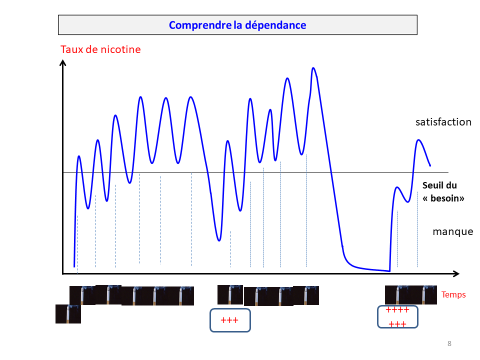 Comprendre la dépendance
Taux de nicotine
satisfaction
Seuil du
« besoin»
manque
Temps
+++
++++
+++
8